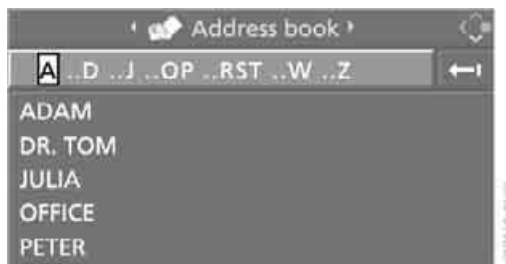 Address book
A ..D ..J ..OP ..RST ..W ..Z
ADAM
DR. TOM
JULIA
OFFICE
PETER